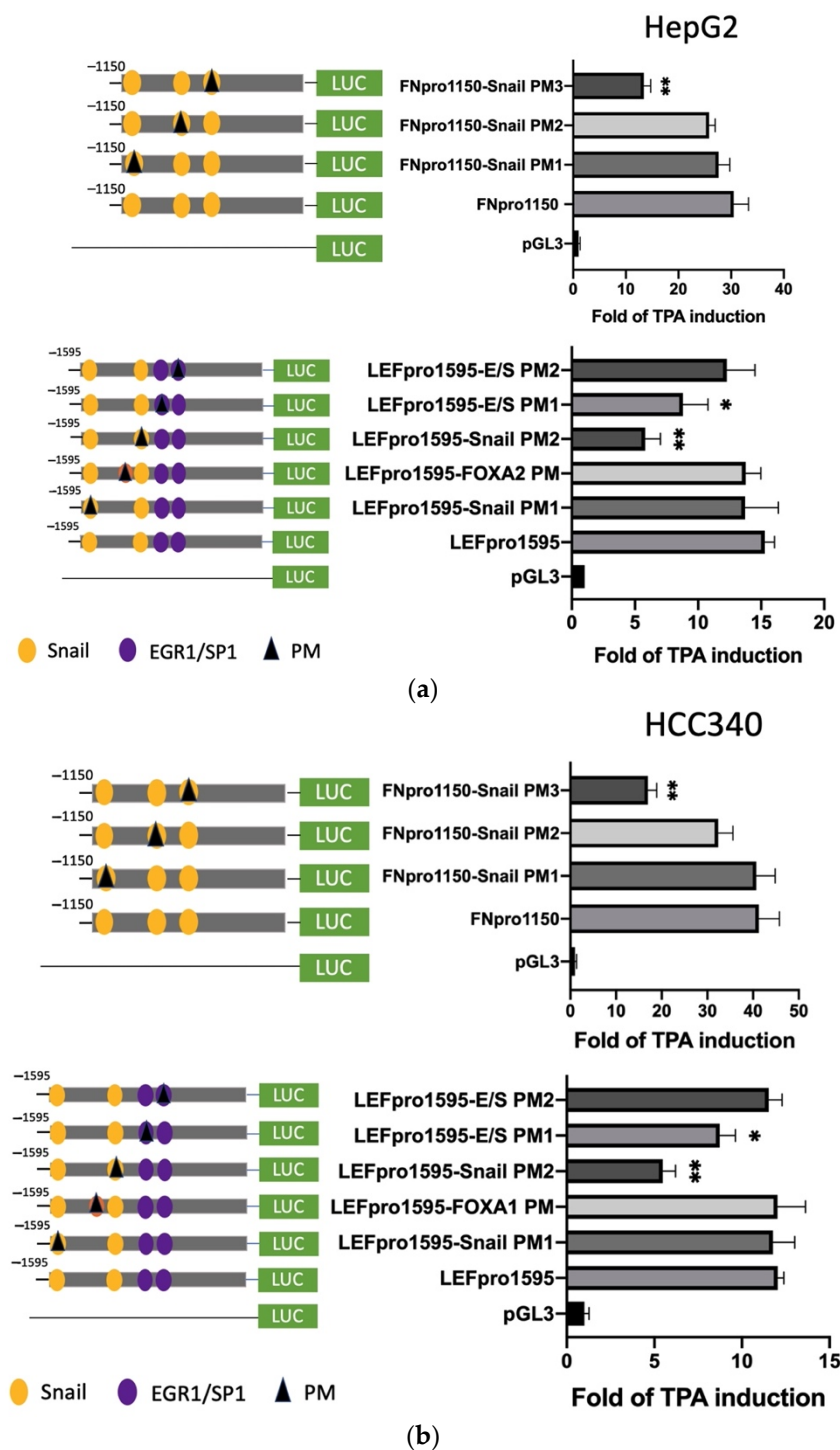 HepG2
−1150 LUC FNpro1150-Snail PM3 **
−1150 LUC FNpro1150-Snail PM2
−1150 LUC FNpro1150-Snail PM1
−1150 LUC FNpro1150
LUC pGL3
0 10 20 30 40
Fold of TPA induction
−1595 LUC LEFpro1595-E/S PM2
−1595 LUC LEFpro1595-E/S PM1 *
−1595 LUC LEFpro1595-Snail PM2 **
−1595 LUC LEFpro1595-FOXA2 PM
−1595 LUC LEFpro1595-Snail PM1
−1595 LUC LEFpro1595
LUC pGL3
0 5 10 15 20
Snail EGR1/SP1 PM Fold of TPA induction
(a)
HCC340
−1150 LUC FNpro1150-Snail PM3 **
−1150 LUC FNpro1150-Snail PM2
−1150 LUC FNpro1150-Snail PM1
−1150 LUC FNpro1150
LUC pGL3
0 10 20 30 40 50
Fold of TPA induction
−1595 LUC LEFpro1595-E/S PM2
−1595 LUC LEFpro1595-E/S PM1 *
−1595 LUC LEFpro1595-Snail PM2 **
−1595 LUC LEFpro1595-FOXA1 PM
−1595 LUC LEFpro1595-Snail PM1
−1595 LUC LEFpro1595
LUC pGL3
0 5 10 15
Snail EGR1/SP1 PM Fold of TPA induction
(b)